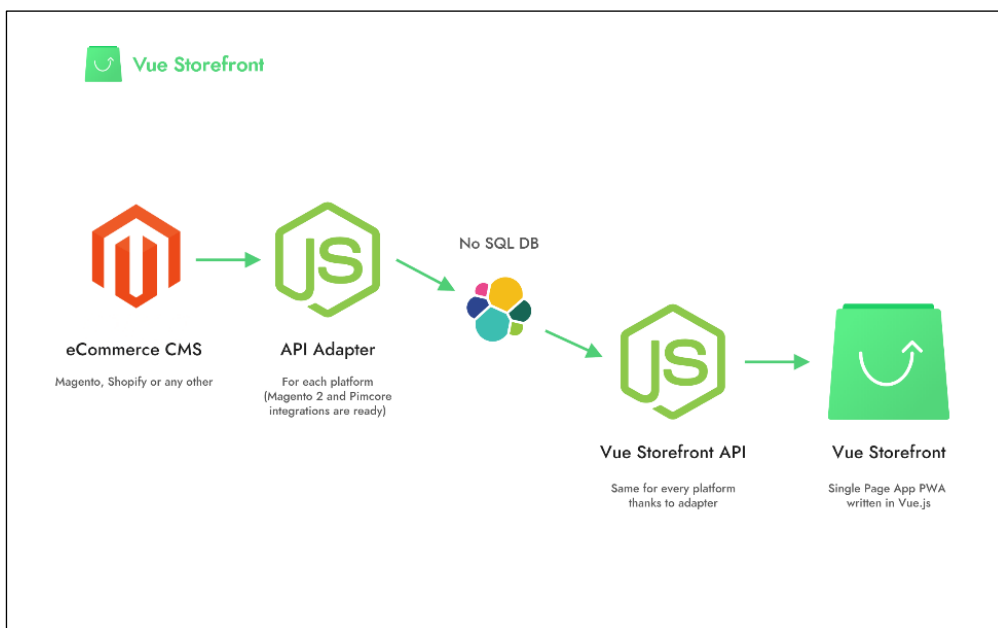 Vue Storefront
No SQL DB
eCommerce CMS
Magento, Shopify or any other
API Adapter
For each platform
(Magento 2 and Pimcore
integrations are ready)
JS
JS
Vue Storefront API
Same for every platform
thanks to adapter
Vue Storefront
Single Page App PWA
written in Vue.js